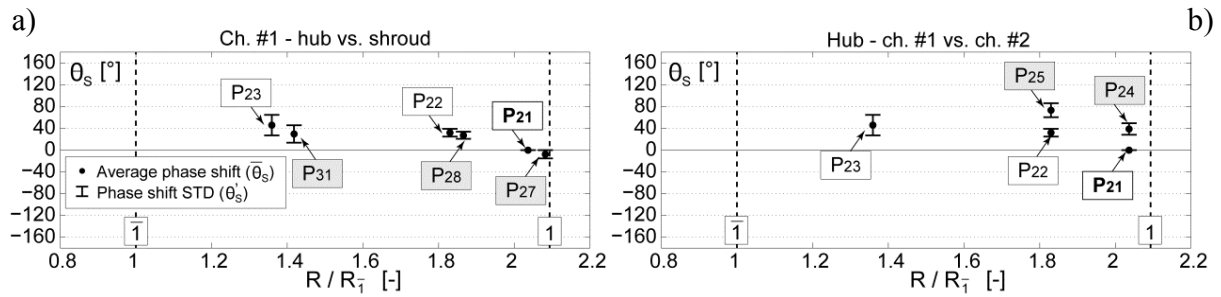 a)
Ch. #1 - hub vs. shroud
θS [°]
160
120
80
40
0
−40
−80
−120
−160
P23
P31
P22
P28
P21
P27
Average phase shift (θ̅S)
Phase shift STD (θ'S)
1̅
1
0.8 1 1.2 1.4 1.6 1.8 2 2.2
R / R1̅ [-]
b)
Hub - ch. #1 vs. ch. #2
θS [°]
160
120
80
40
0
−40
−80
−120
−160
P23
P25
P22
P24
P21
1̅
1
0.8 1 1.2 1.4 1.6 1.8 2 2.2
R / R1̅ [-]